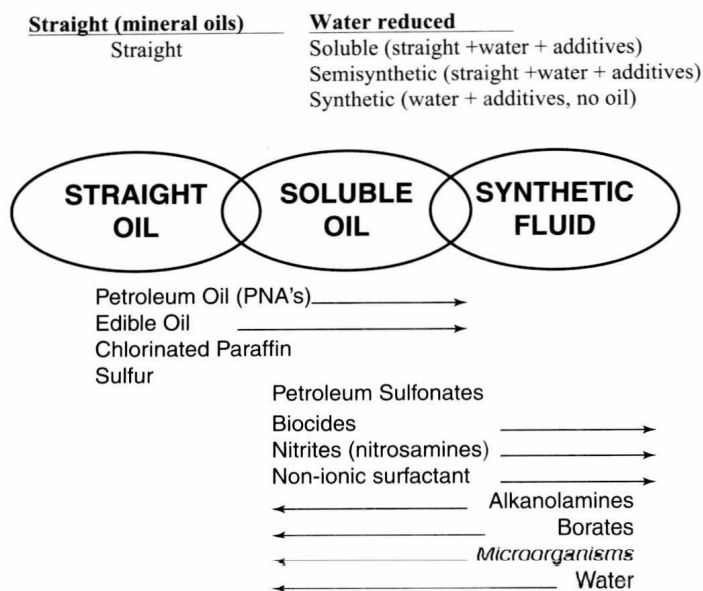 Straight (mineral oils)
Straight
Water reduced
Soluble (straight +water + additives)
Semisynthetic (straight +water + additives)
Synthetic (water + additives, no oil)
STRAIGHT
OIL
SOLUBLE
OIL
SYNTHETIC
FLUID
Petroleum Oil (PNA's)
Edible Oil
Chlorinated Paraffin
Sulfur
Petroleum Sulfonates
Biocides
Nitrites (nitrosamines)
Non-ionic surfactant
Alkanolamines
Borates
Microorganisms
Water